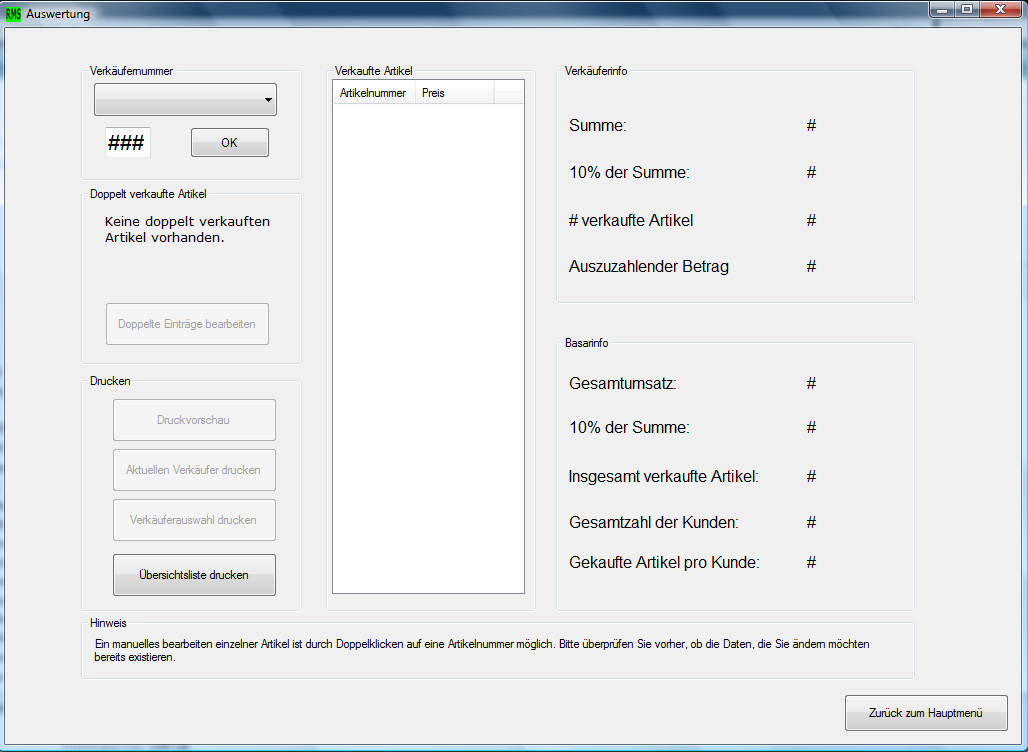 RMS Auswertung
Verkäufernummer
###
OK
Doppelt verkaufte Artikel
Keine doppelt verkauften
Artikel vorhanden.
Doppelte Einträge bearbeiten
Drucken
Druckvorschau
Aktuellen Verkäufer drucken
Verkäuferauswahl drucken
Übersichtsliste drucken
Verkaufte Artikel
Artikelnummer Preis
Verkäuferinfo
Summe: #
10% der Summe: #
# verkaufte Artikel #
Auszuzahlender Betrag #
Basarinfo
Gesamtumsatz: #
10% der Summe: #
Insgesamt verkaufte Artikel: #
Gesamtzahl der Kunden: #
Gekaufte Artikel pro Kunde: #
Hinweis
Ein manuelles bearbeiten einzelner Artikel ist durch Doppelklicken auf eine Artikelnummer möglich. Bitte überprüfen Sie vorher, ob die Daten, die Sie ändern möchten
bereits existieren.
Zurück zum Hauptmenü